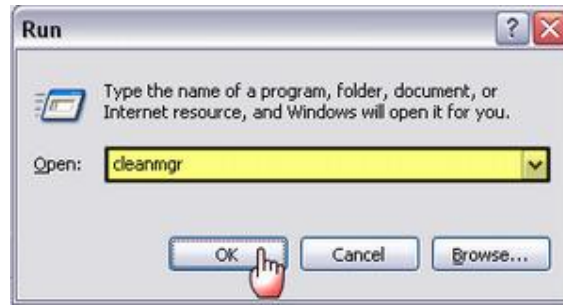 Run
Type the name of a program, folder, document, or
Internet resource, and Windows will open it for you.
Open: cleanmgr
OK Cancel Browse...